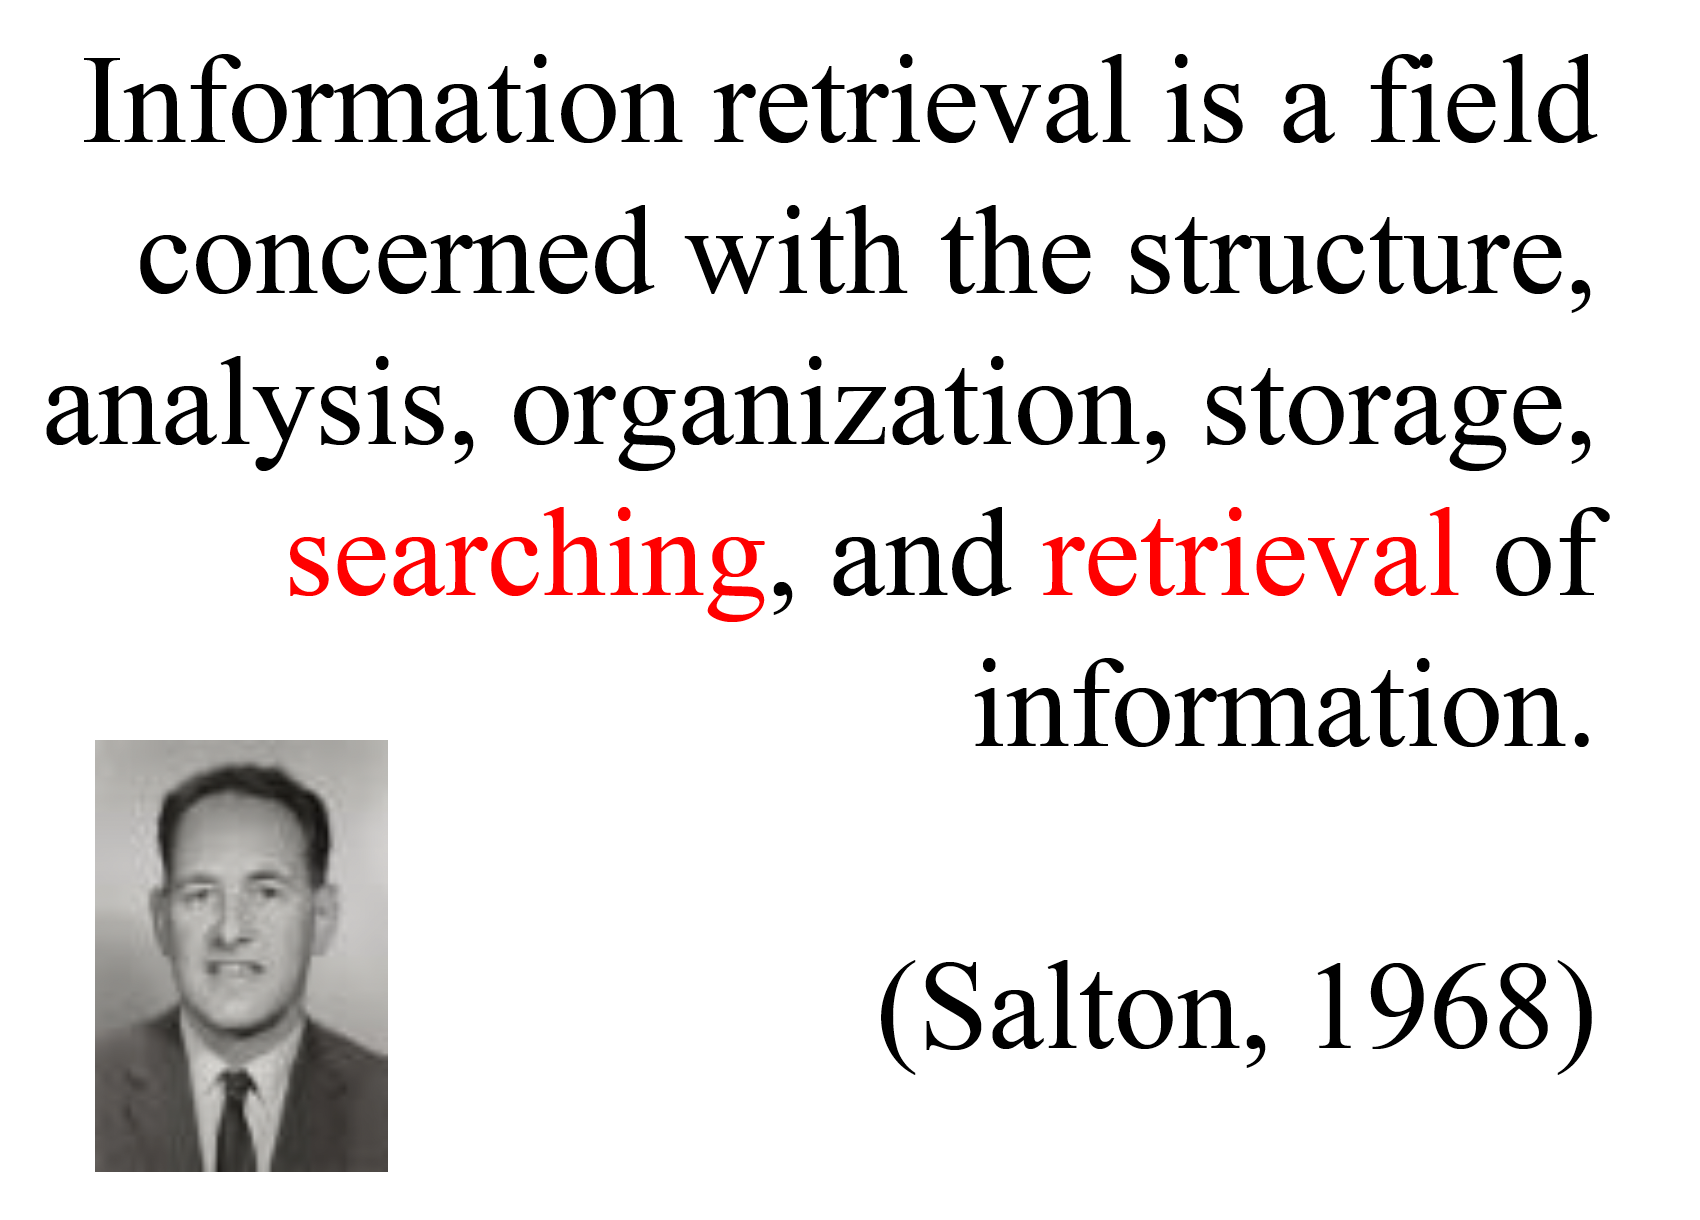 Information retrieval is a field
concerned with the structure,
analysis, organization, storage,
searching, and retrieval of
information.
(Salton, 1968)